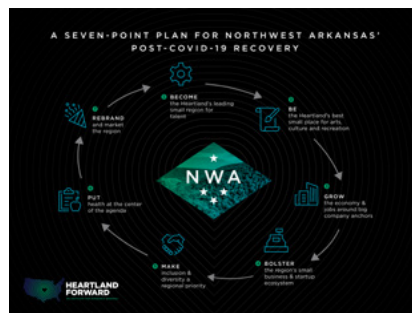 A SEVEN-POINT PLAN FOR NORTHWEST ARKANSAS'
POST-COVID-19 RECOVERY
BECOME
the Heartland's leading
small region for
talent
BE
the Heartland's best
small place for arts,
culture and recreation
GROW
the economy &
jobs around big
company anchors
BOLSTER
the region's small
business & startup
ecosystem
MAKE
inclusion &
diversity a
regional priority
PUT
health at the center
of the agenda
REBRAND
and market
the region
NWA
HEARTLAND
FORWARD